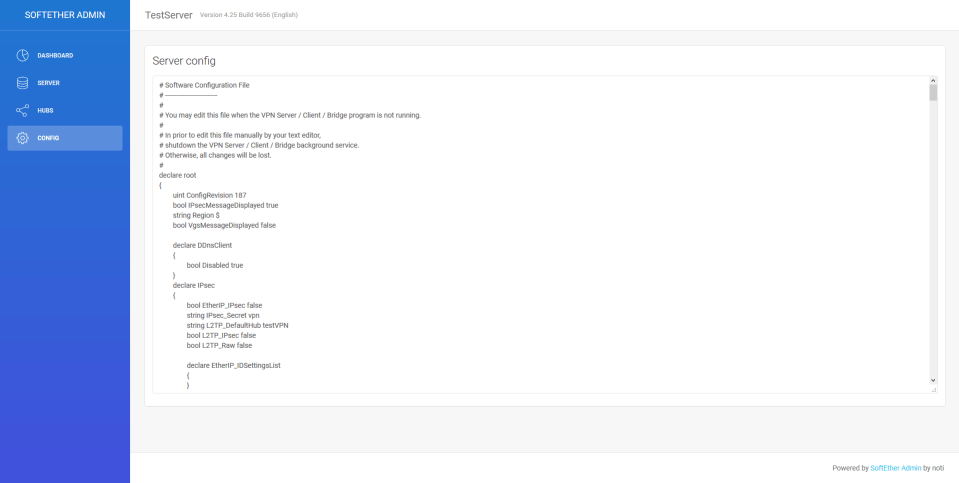 SOFTETHER ADMIN
TestServer Version 4.25 Build 9656 (English)
DASHBOARD
SERVER
HUBS
CONFIG
Server config
# Software Configuration File
# ---------------------------
#
# You may edit this file when the VPN Server / Client / Bridge program is not running.
#
# In prior to edit this file manually by your text editor,
# shutdown the VPN Server / Client / Bridge background service.
# Otherwise, all changes will be lost.
#
declare root
{
uint ConfigRevision 187
bool IPsecMessageDisplayed true
string Region $
bool VgsMessageDisplayed false
declare DDnsClient
{
bool Disabled true
}
declare IPsec
{
bool EtherIP_IPsec false
string IPsec_Secret vpn
string L2TP_DefaultHub testVPN
bool L2TP_IPsec false
bool L2TP_Raw false
declare EtherIP_IDSettingsList
{
}
Powered by SoftEther Admin by noti